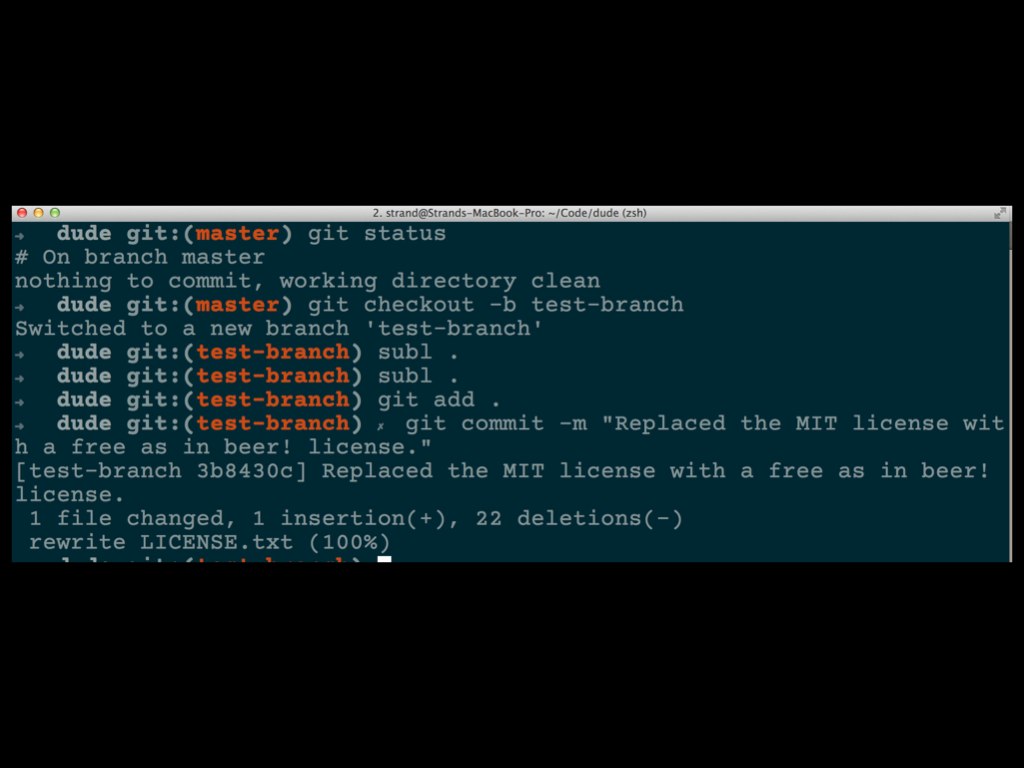 2. strand@Strands-MacBook-Pro: ~/Code/dude (zsh)
→ dude git:(master) git status
# On branch master
nothing to commit, working directory clean
→ dude git:(master) git checkout -b test-branch
Switched to a new branch 'test-branch'
→ dude git:(test-branch) subl .
→ dude git:(test-branch) subl .
→ dude git:(test-branch) git add .
→ dude git:(test-branch) ✗ git commit -m "Replaced the MIT license wit
h a free as in beer! license."
[test-branch 3b8430c] Replaced the MIT license with a free as in beer!
license.
1 file changed, 1 insertion(+), 22 deletions(-)
rewrite LICENSE.txt (100%)